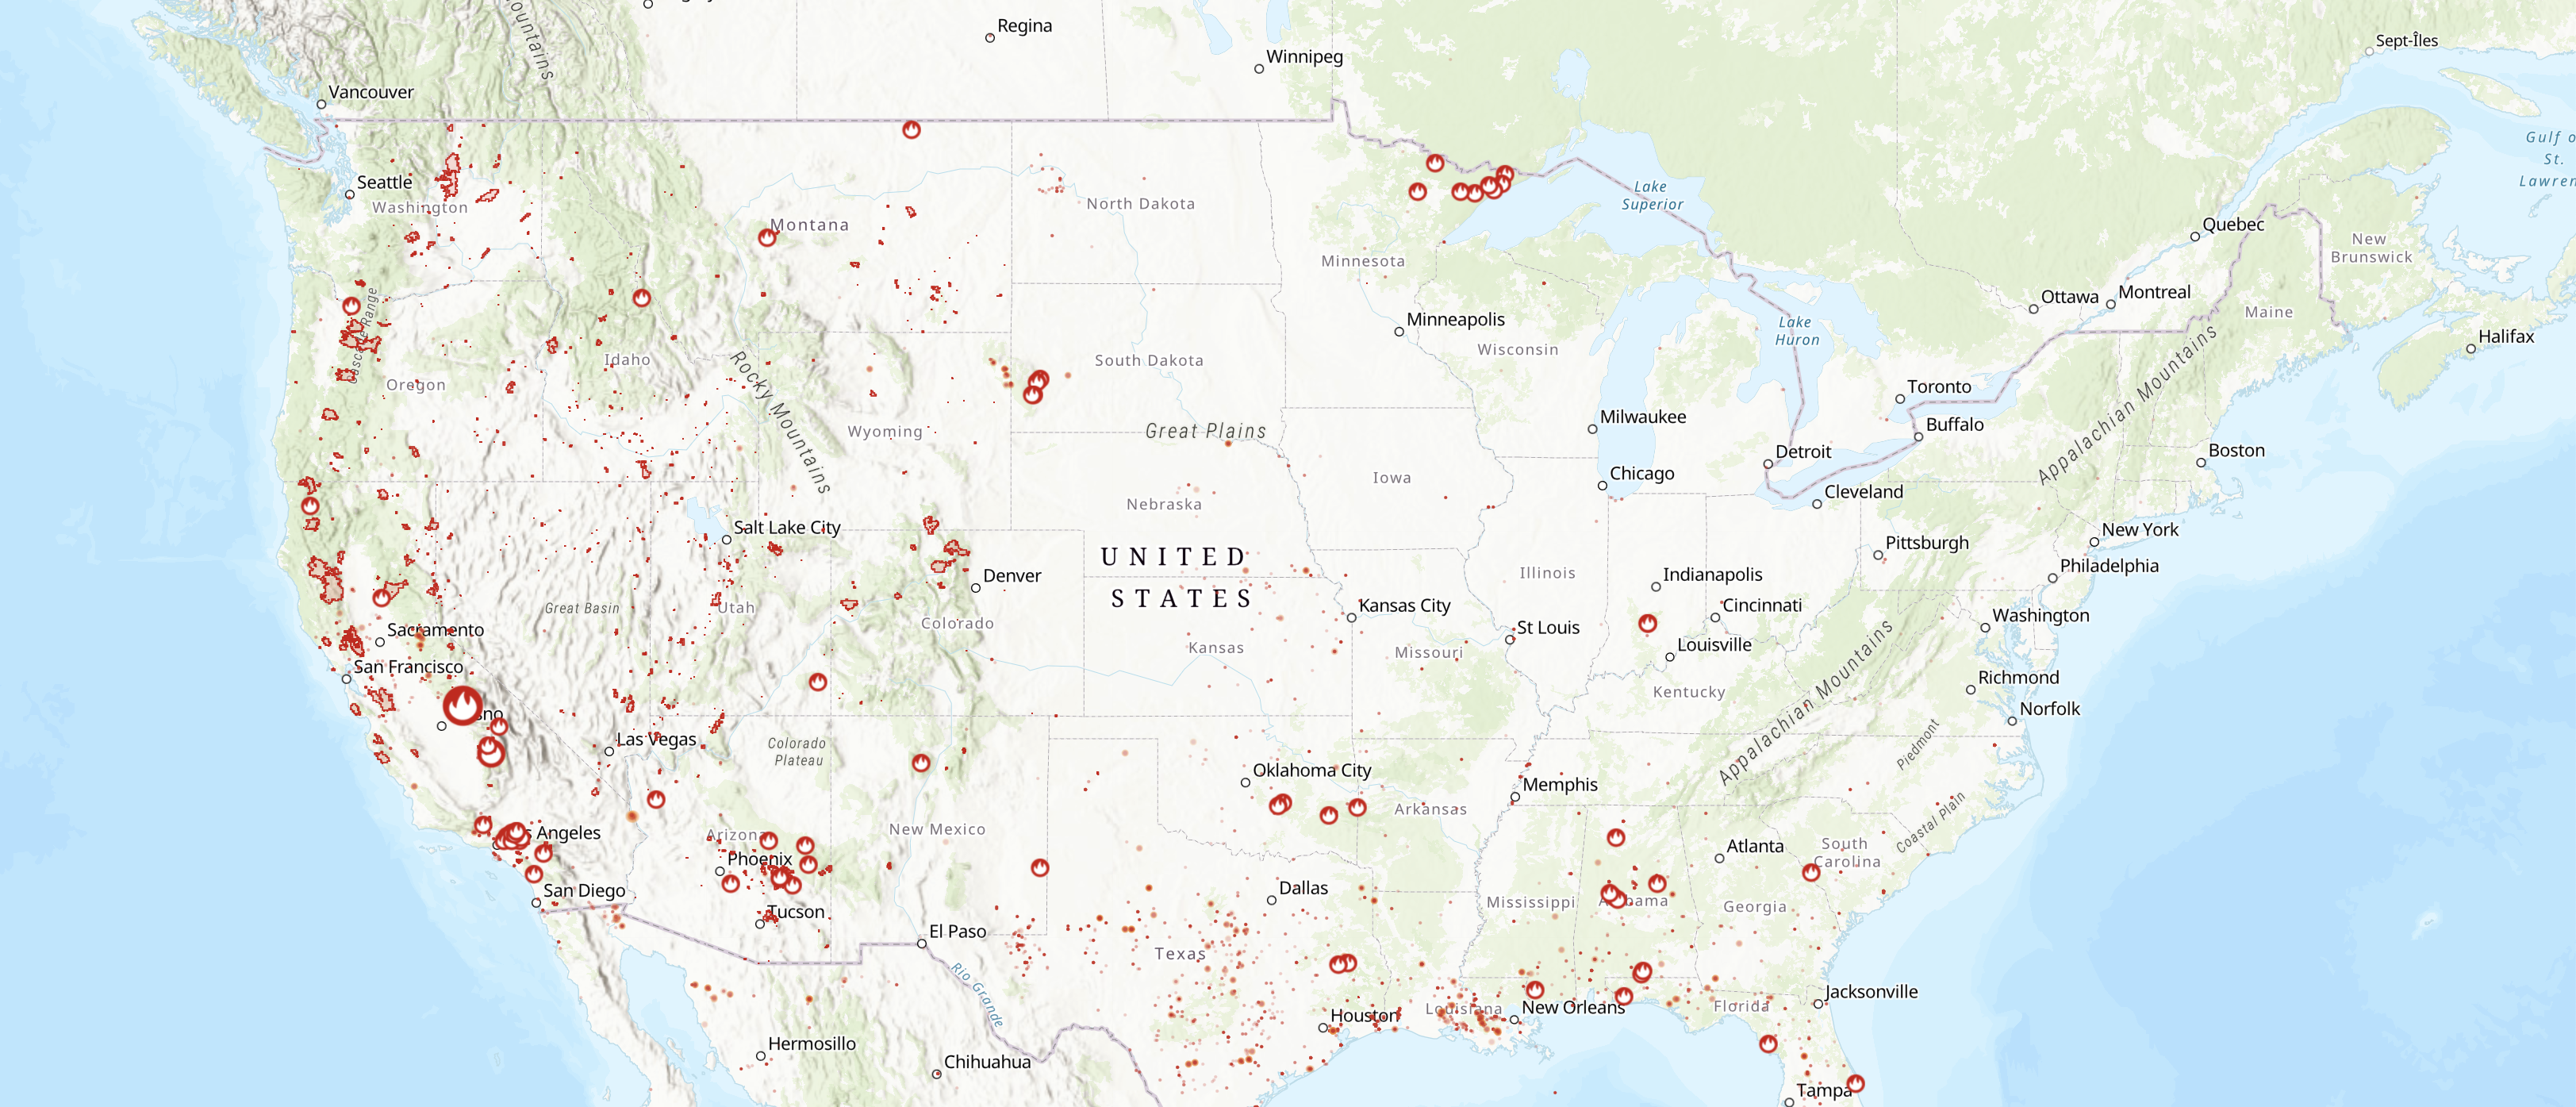 Regina
Winnipeg
Sept-Îles
Vancouver
Mountains
Gulf o
St.
Lawren
Seattle
Washington
Montana
North Dakota
Lake
Superior
Quebec
New
Brunswick
Minnesota
Ottawa
Montreal
Maine
Halifax
Lake
Huron
Minneapolis
Wisconsin
Cascade Range
Oregon
Idaho
Rocky Mountains
South Dakota
Toronto
Buffalo
Appalachian Mountains
Milwaukee
Wyoming
Great Plains
Detroit
Boston
Chicago
Iowa
Cleveland
Nebraska
Salt Lake City
New York
Pittsburgh
UNITED
STATES
Denver
Illinois
Indianapolis
Philadelphia
Great Basin
Utah
Colorado
Kansas City
Cincinnati
Washington
Sacramento
St Louis
Louisville
San Francisco
Kansas
Missouri
Kentucky
Appalachian Mountains
Richmond
Norfolk
sno
Las Vegas
Colorado
Plateau
Piedmont
Oklahoma City
Memphis
Arkansas
s Angeles
Arizona
New Mexico
Coastal Plain
Phoenix
Atlanta
South
Carolina
San Diego
Dallas
Mississippi
Alabama
Georgia
Tucson
El Paso
Texas
Rio Grande
Houston
Louisiana
New Orleans
Florida
Jacksonville
Hermosillo
Chihuahua
Tampa